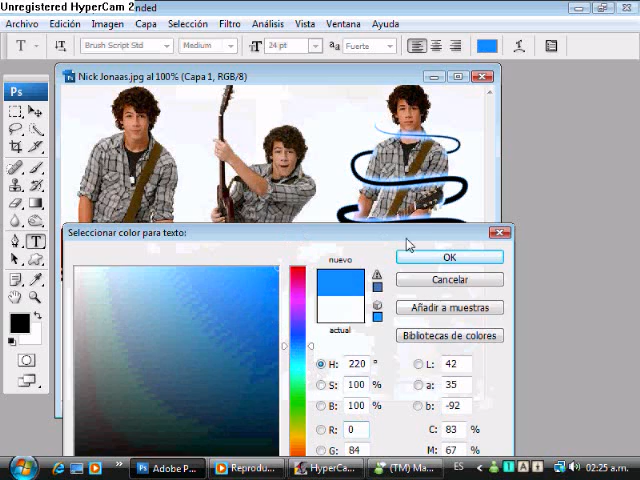 Unregistered HyperCam 2
nded
Archivo Edición Imagen Capa Selección Filtro Análisis Vista Ventana Ayuda
T T Brush Script Std Medium T 24 pt aa Fuerte
Nick Jonaas.jpg al 100% (Capa 1, RGB/8)
Ps
Seleccionar color para texto:
nuevo
actual
OK
Cancelar
Añadir a muestras
Bibliotecas de colores
H: 220 ° L: 42
S: 100 % a: 35
B: 100 % b: -92
R: 0 C: 83 %
G: 84 M: 67 %
T
Ps Adobe P... Reprodu... HyperCa... (TM) Ma... ES 02:25 a.m.